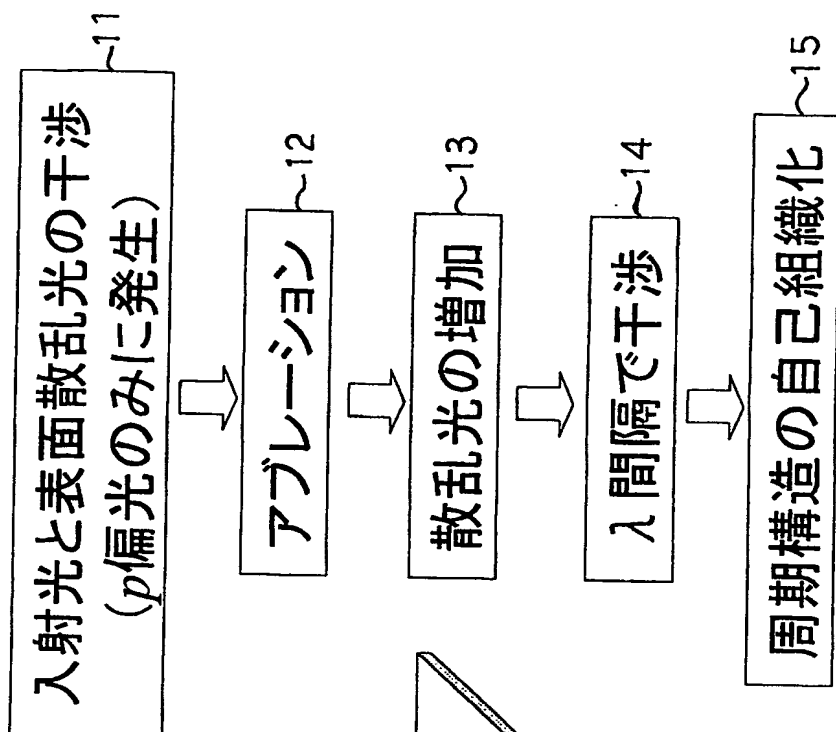 入射光と表面散乱光の干渉
(p偏光のみに発生)
11
アブレーション
12
散乱光の増加
13
λ間隔で干渉
14
周期構造の自己組織化
15